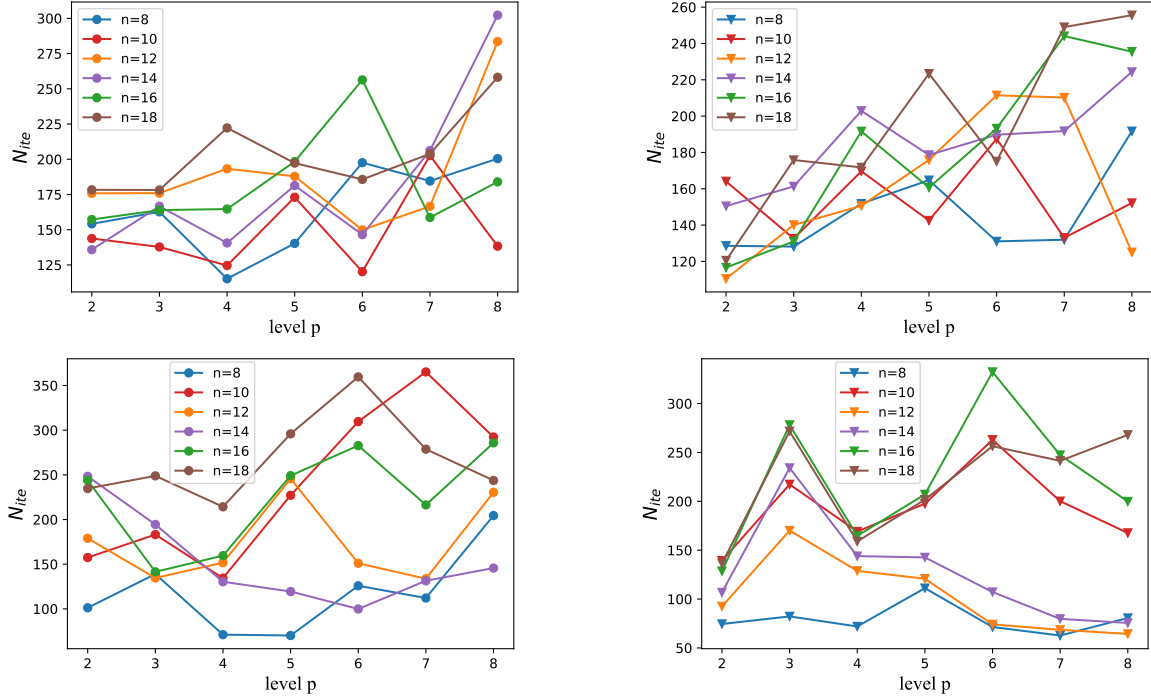 300
275
250
225
200
175
150
125
N_ite
n=8
n=10
n=12
n=14
n=16
n=18
2 3 4 5 6 7 8
level p
260
240
220
200
180
160
140
120
N_ite
n=8
n=10
n=12
n=14
n=16
n=18
2 3 4 5 6 7 8
level p
350
300
250
200
150
100
N_ite
n=8
n=10
n=12
n=14
n=16
n=18
2 3 4 5 6 7 8
level p
300
250
200
150
100
50
N_ite
n=8
n=10
n=12
n=14
n=16
n=18
2 3 4 5 6 7 8
level p